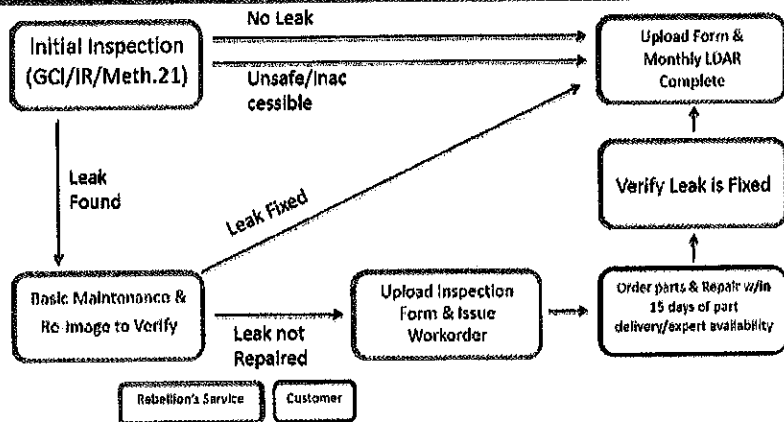 No Leak
Initial Inspection
(GCI/IR/Meth.21)
Unsafe/Inac
cessible
Upload Form &
Monthly LDAR
Complete
Leak
Found
Leak Fixed
Verify Leak is Fixed
Basic Maintenance &
Re-Image to Verify
Leak not
Repaired
Upload Inspection
Form & Issue
Workorder
Order parts & Repair w/in
15 days of part
delivery/expert availability
Rebellion's Service
Customer